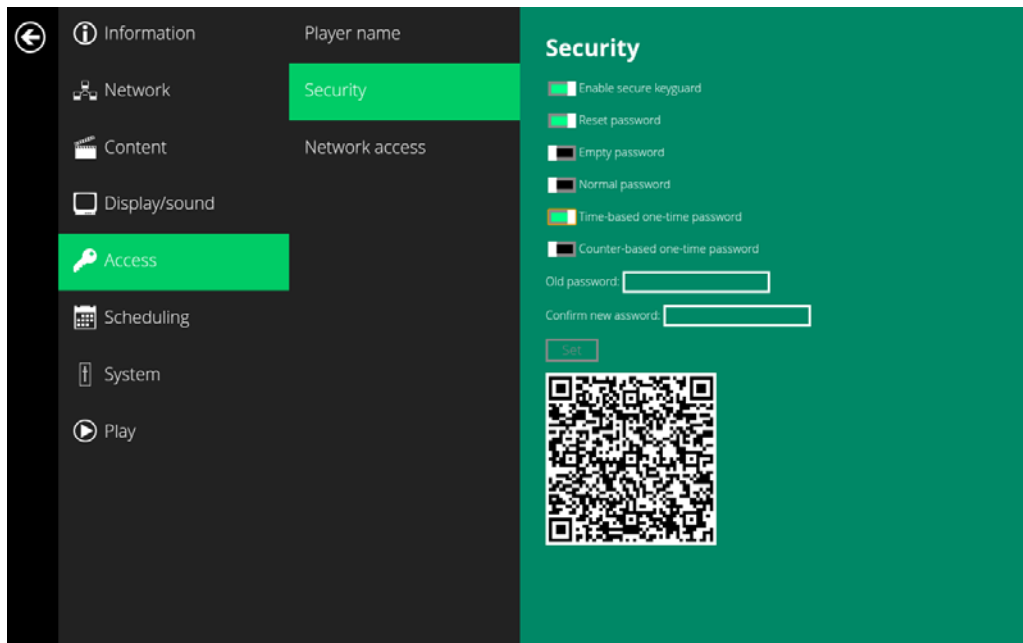 Information
Network
Content
Display/sound
Access
Scheduling
System
Play
Player name
Security
Network access
Security
Enable secure keyguard
Reset password
Empty password
Normal password
Time-based one-time password
Counter-based one-time password
Old password:
Confirm new assword:
Set